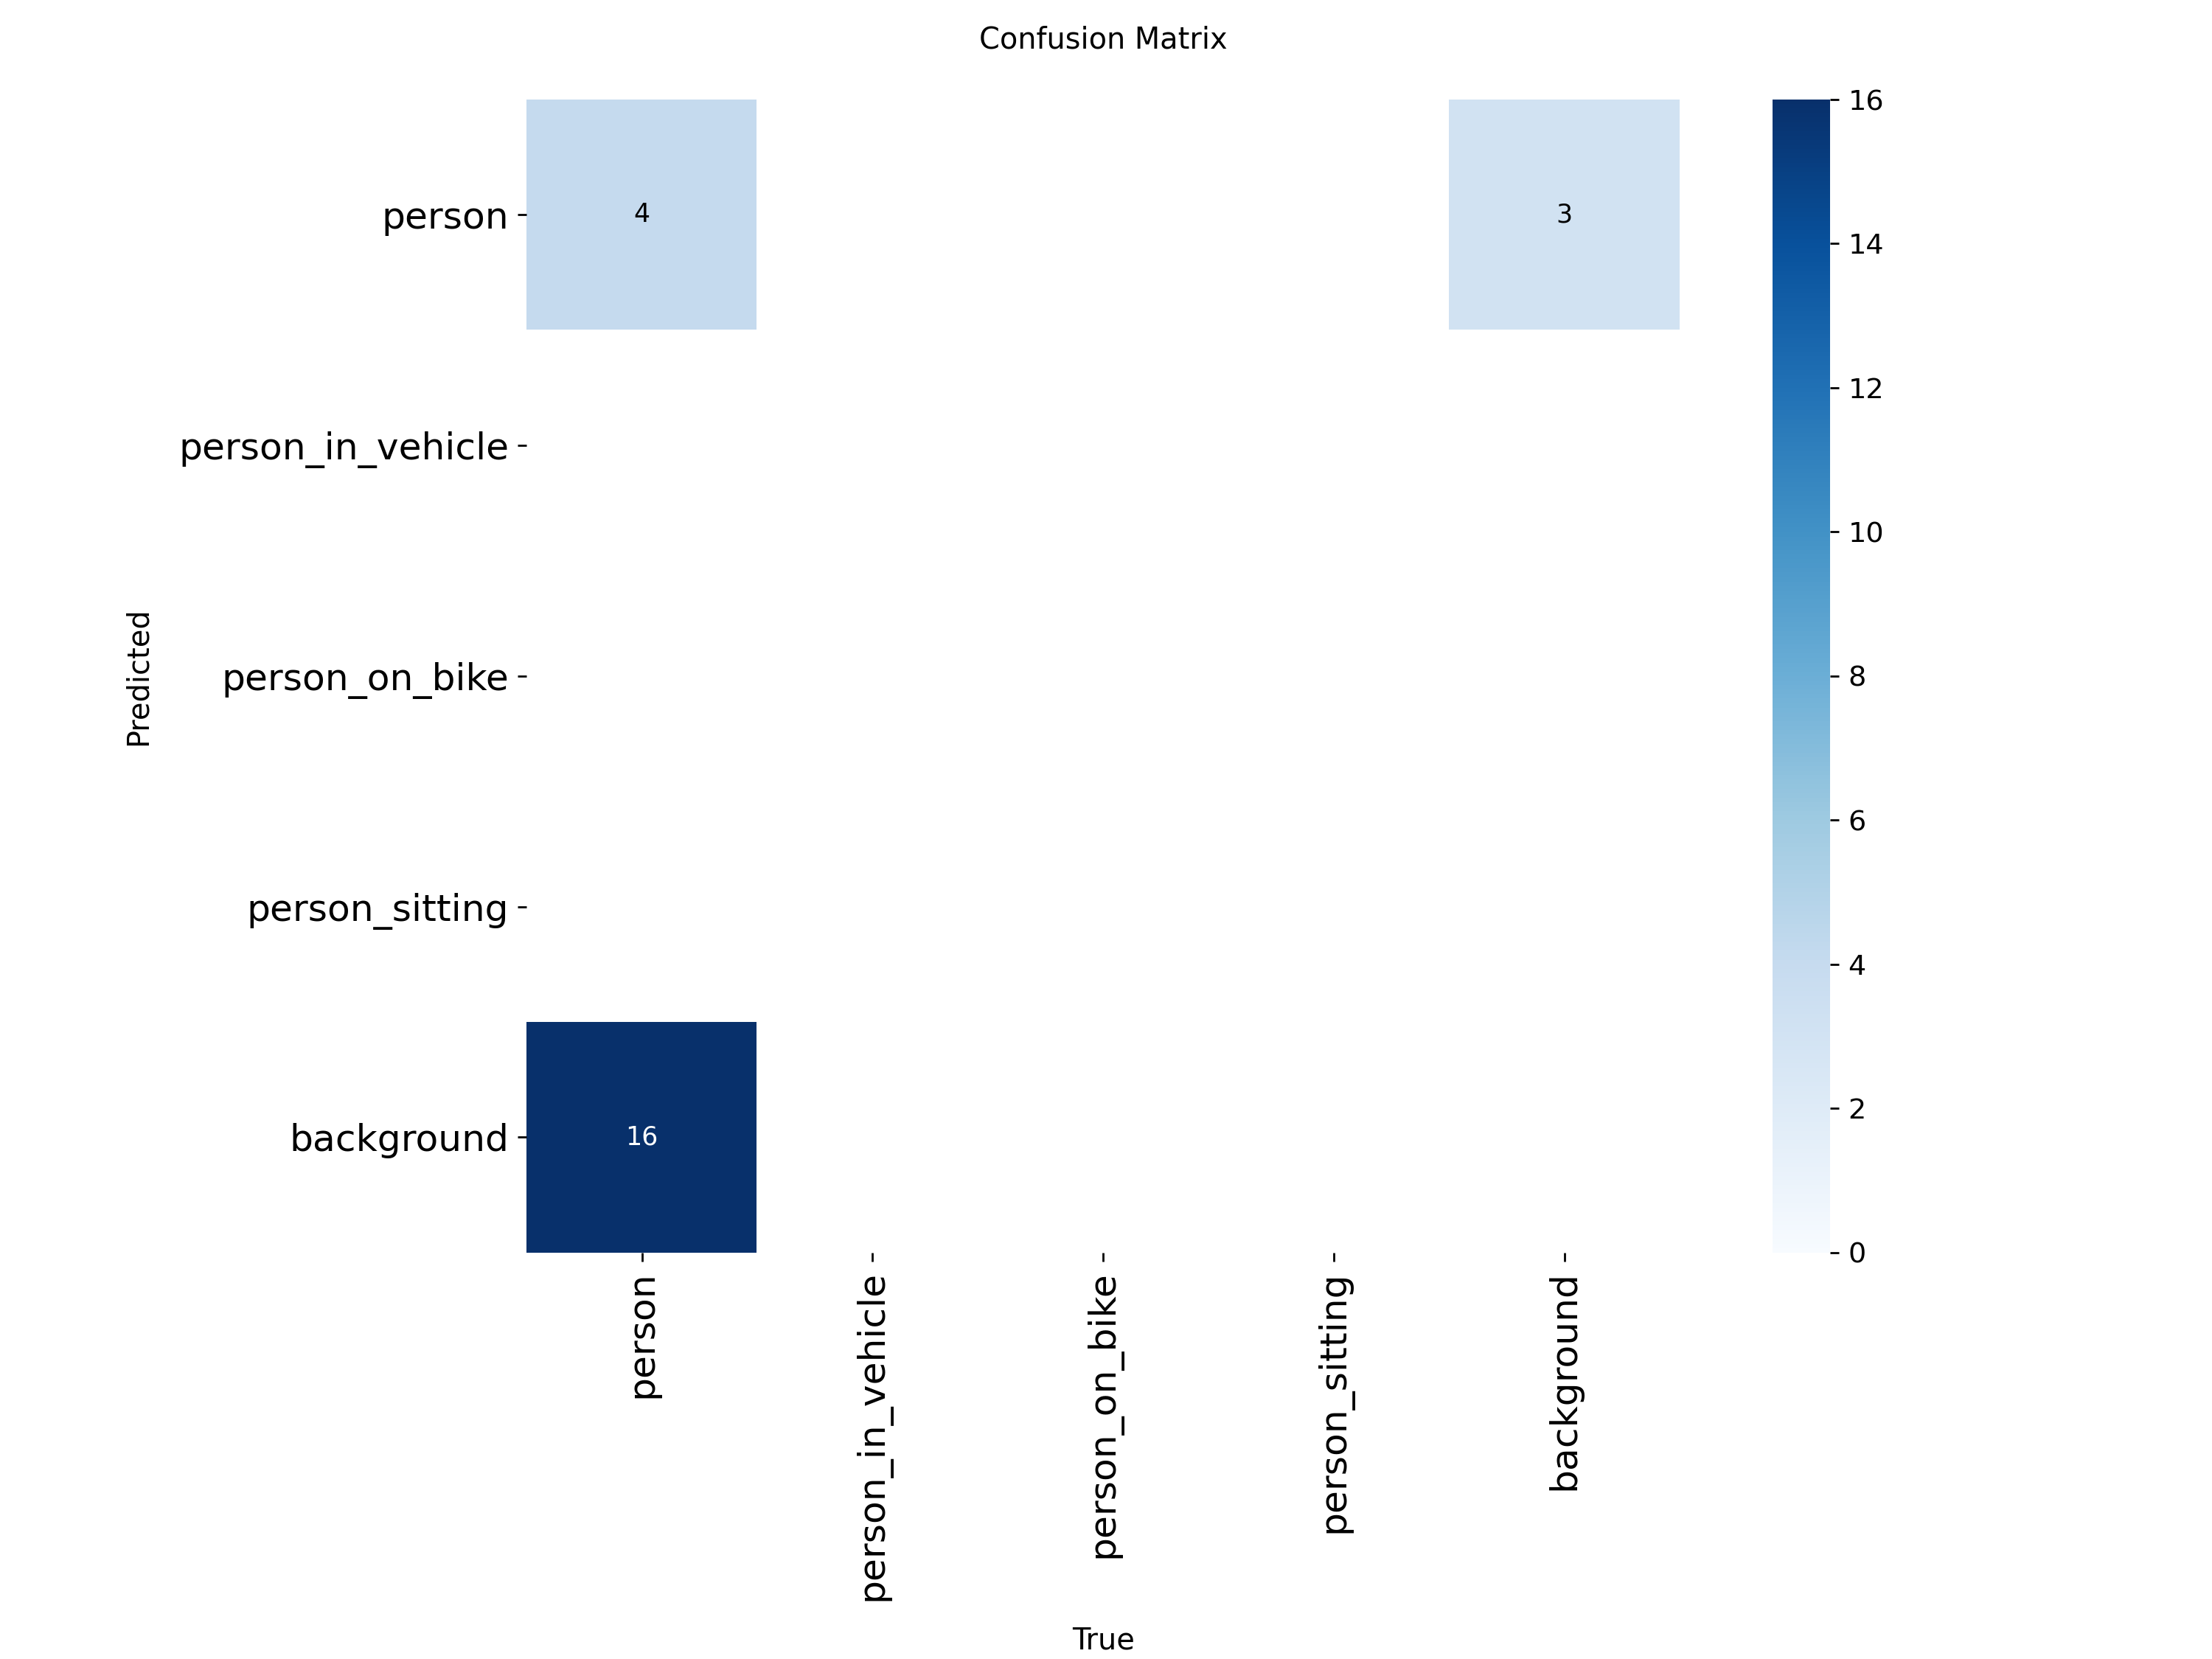 Confusion Matrix
Predicted
person
person_in_vehicle
person_on_bike
person_sitting
background
4
3
16
person
person_in_vehicle
person_on_bike
person_sitting
background
True
16
14
12
10
8
6
4
2
0